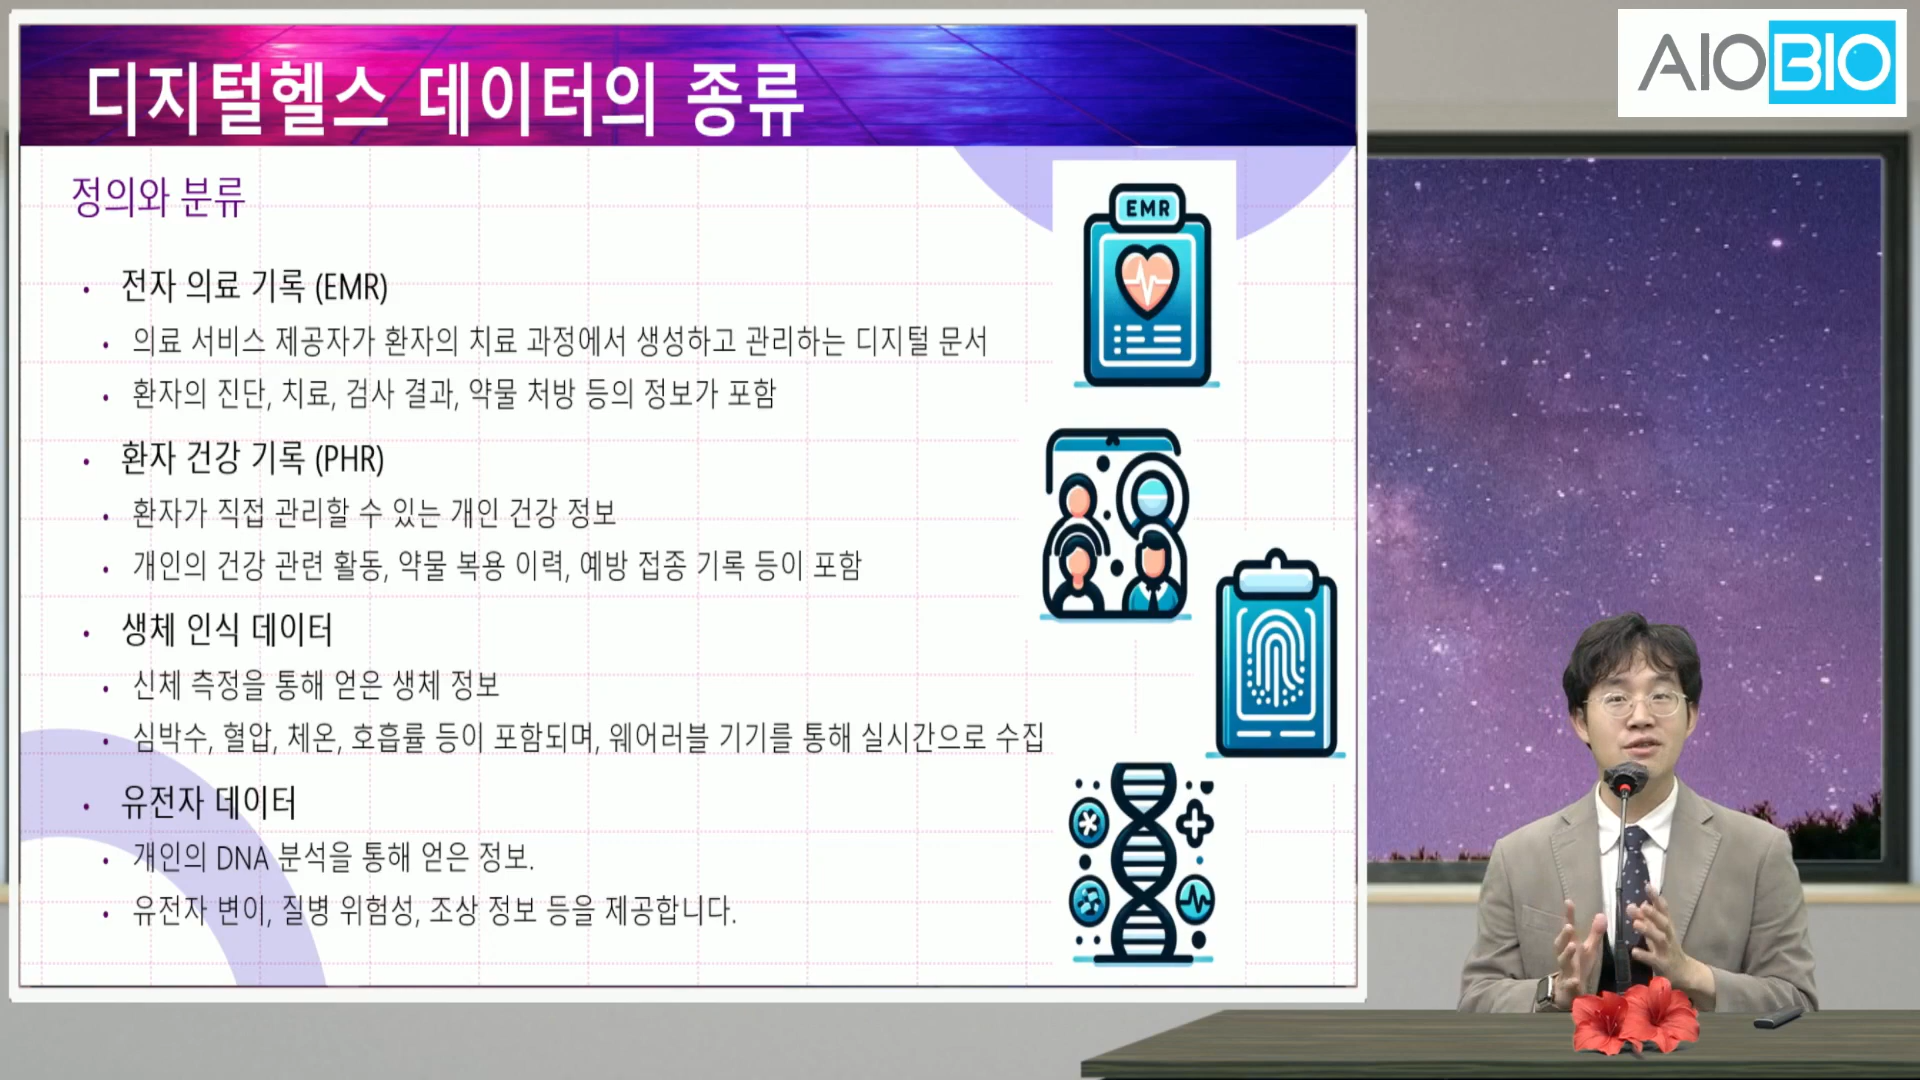 디지털헬스 데이터의 종류
AIOBIO
정의와 분류
• 전자 의료 기록 (EMR)
• 의료 서비스 제공자가 환자의 치료 과정에서 생성하고 관리하는 디지털 문서
• 환자의 진단, 치료, 검사 결과, 약물 처방 등의 정보가 포함
• 환자 건강 기록 (PHR)
• 환자가 직접 관리할 수 있는 개인 건강 정보
• 개인의 건강 관련 활동, 약물 복용 이력, 예방 접종 기록 등이 포함
• 생체 인식 데이터
• 신체 측정을 통해 얻은 생체 정보
• 심박수, 혈압, 체온, 호흡률 등이 포함되며, 웨어러블 기기를 통해 실시간으로 수집
• 유전자 데이터
• 개인의 DNA 분석을 통해 얻은 정보.
• 유전자 변이, 질병 위험성, 조상 정보 등을 제공합니다.
EMR